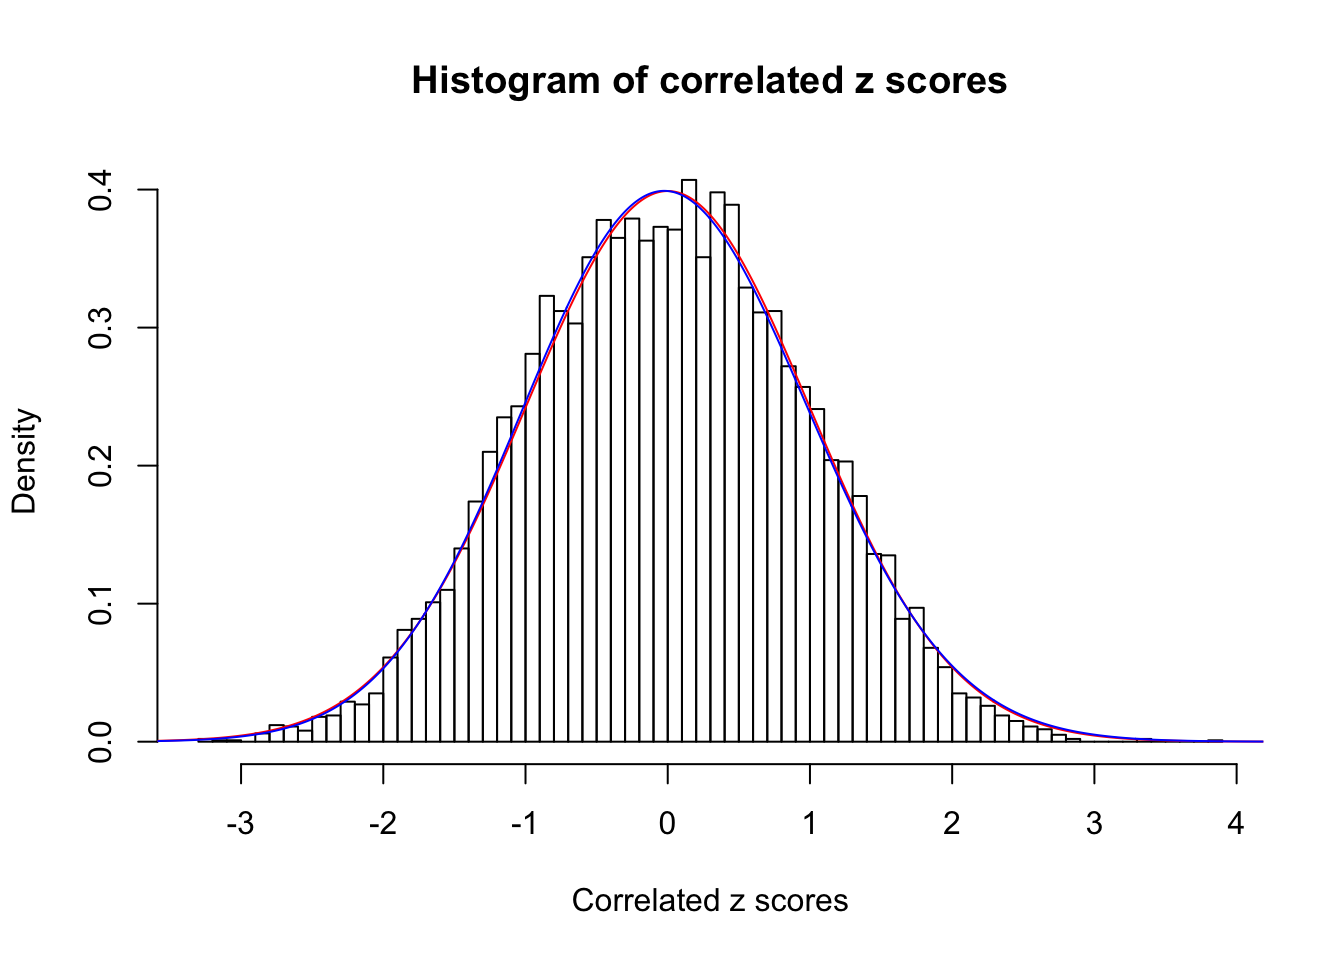 Histogram of correlated z scores
0.4
0.3
0.2
0.1
0.0
Density
-3 -2 -1 0 1 2 3 4
Correlated z scores